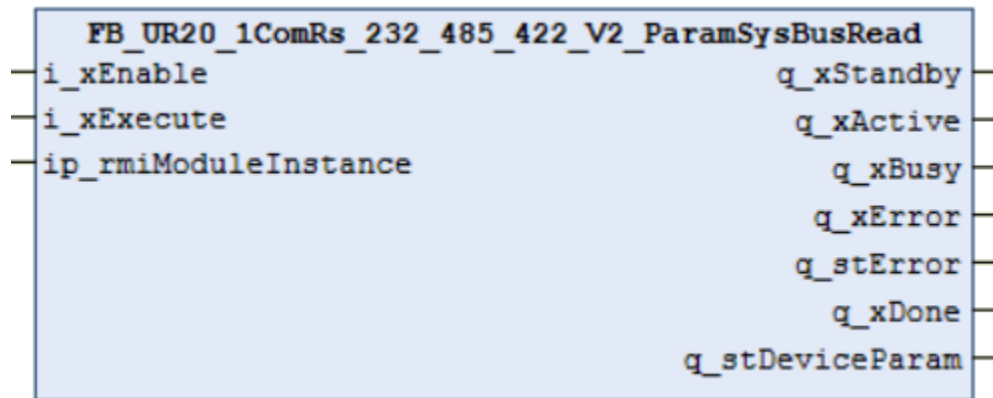 FB_UR20_1ComRs_232_485_422_V2_ParamSysBusRead
i_xEnable q_xStandby
i_xExecute q_xActive
ip_rmiModuleInstance q_xBusy
q_xError
q_stError
q_xDone
q_stDeviceParam